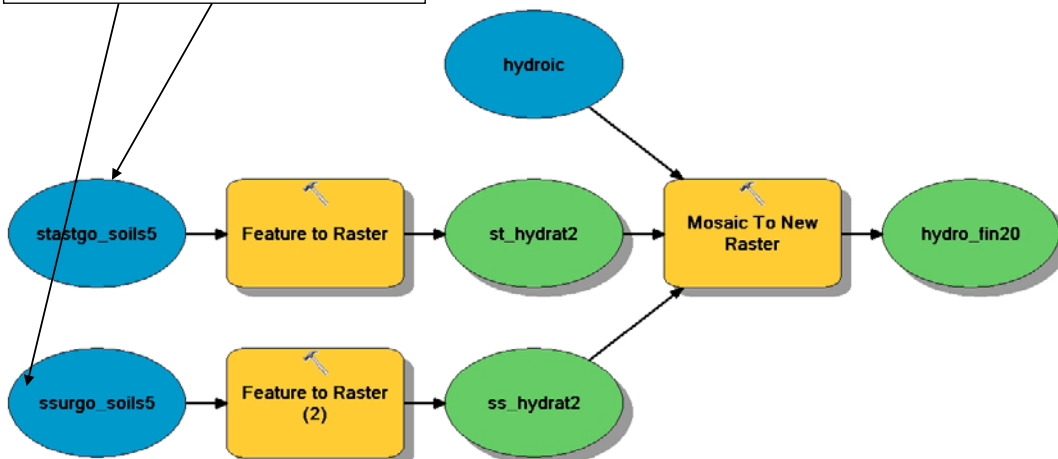 hydroic
stastgo_soils5
Feature to Raster
st_hydrat2
Mosaic To New
Raster
hydro_fin20
ssurgo_soils5
Feature to Raster
(2)
ss_hydrat2